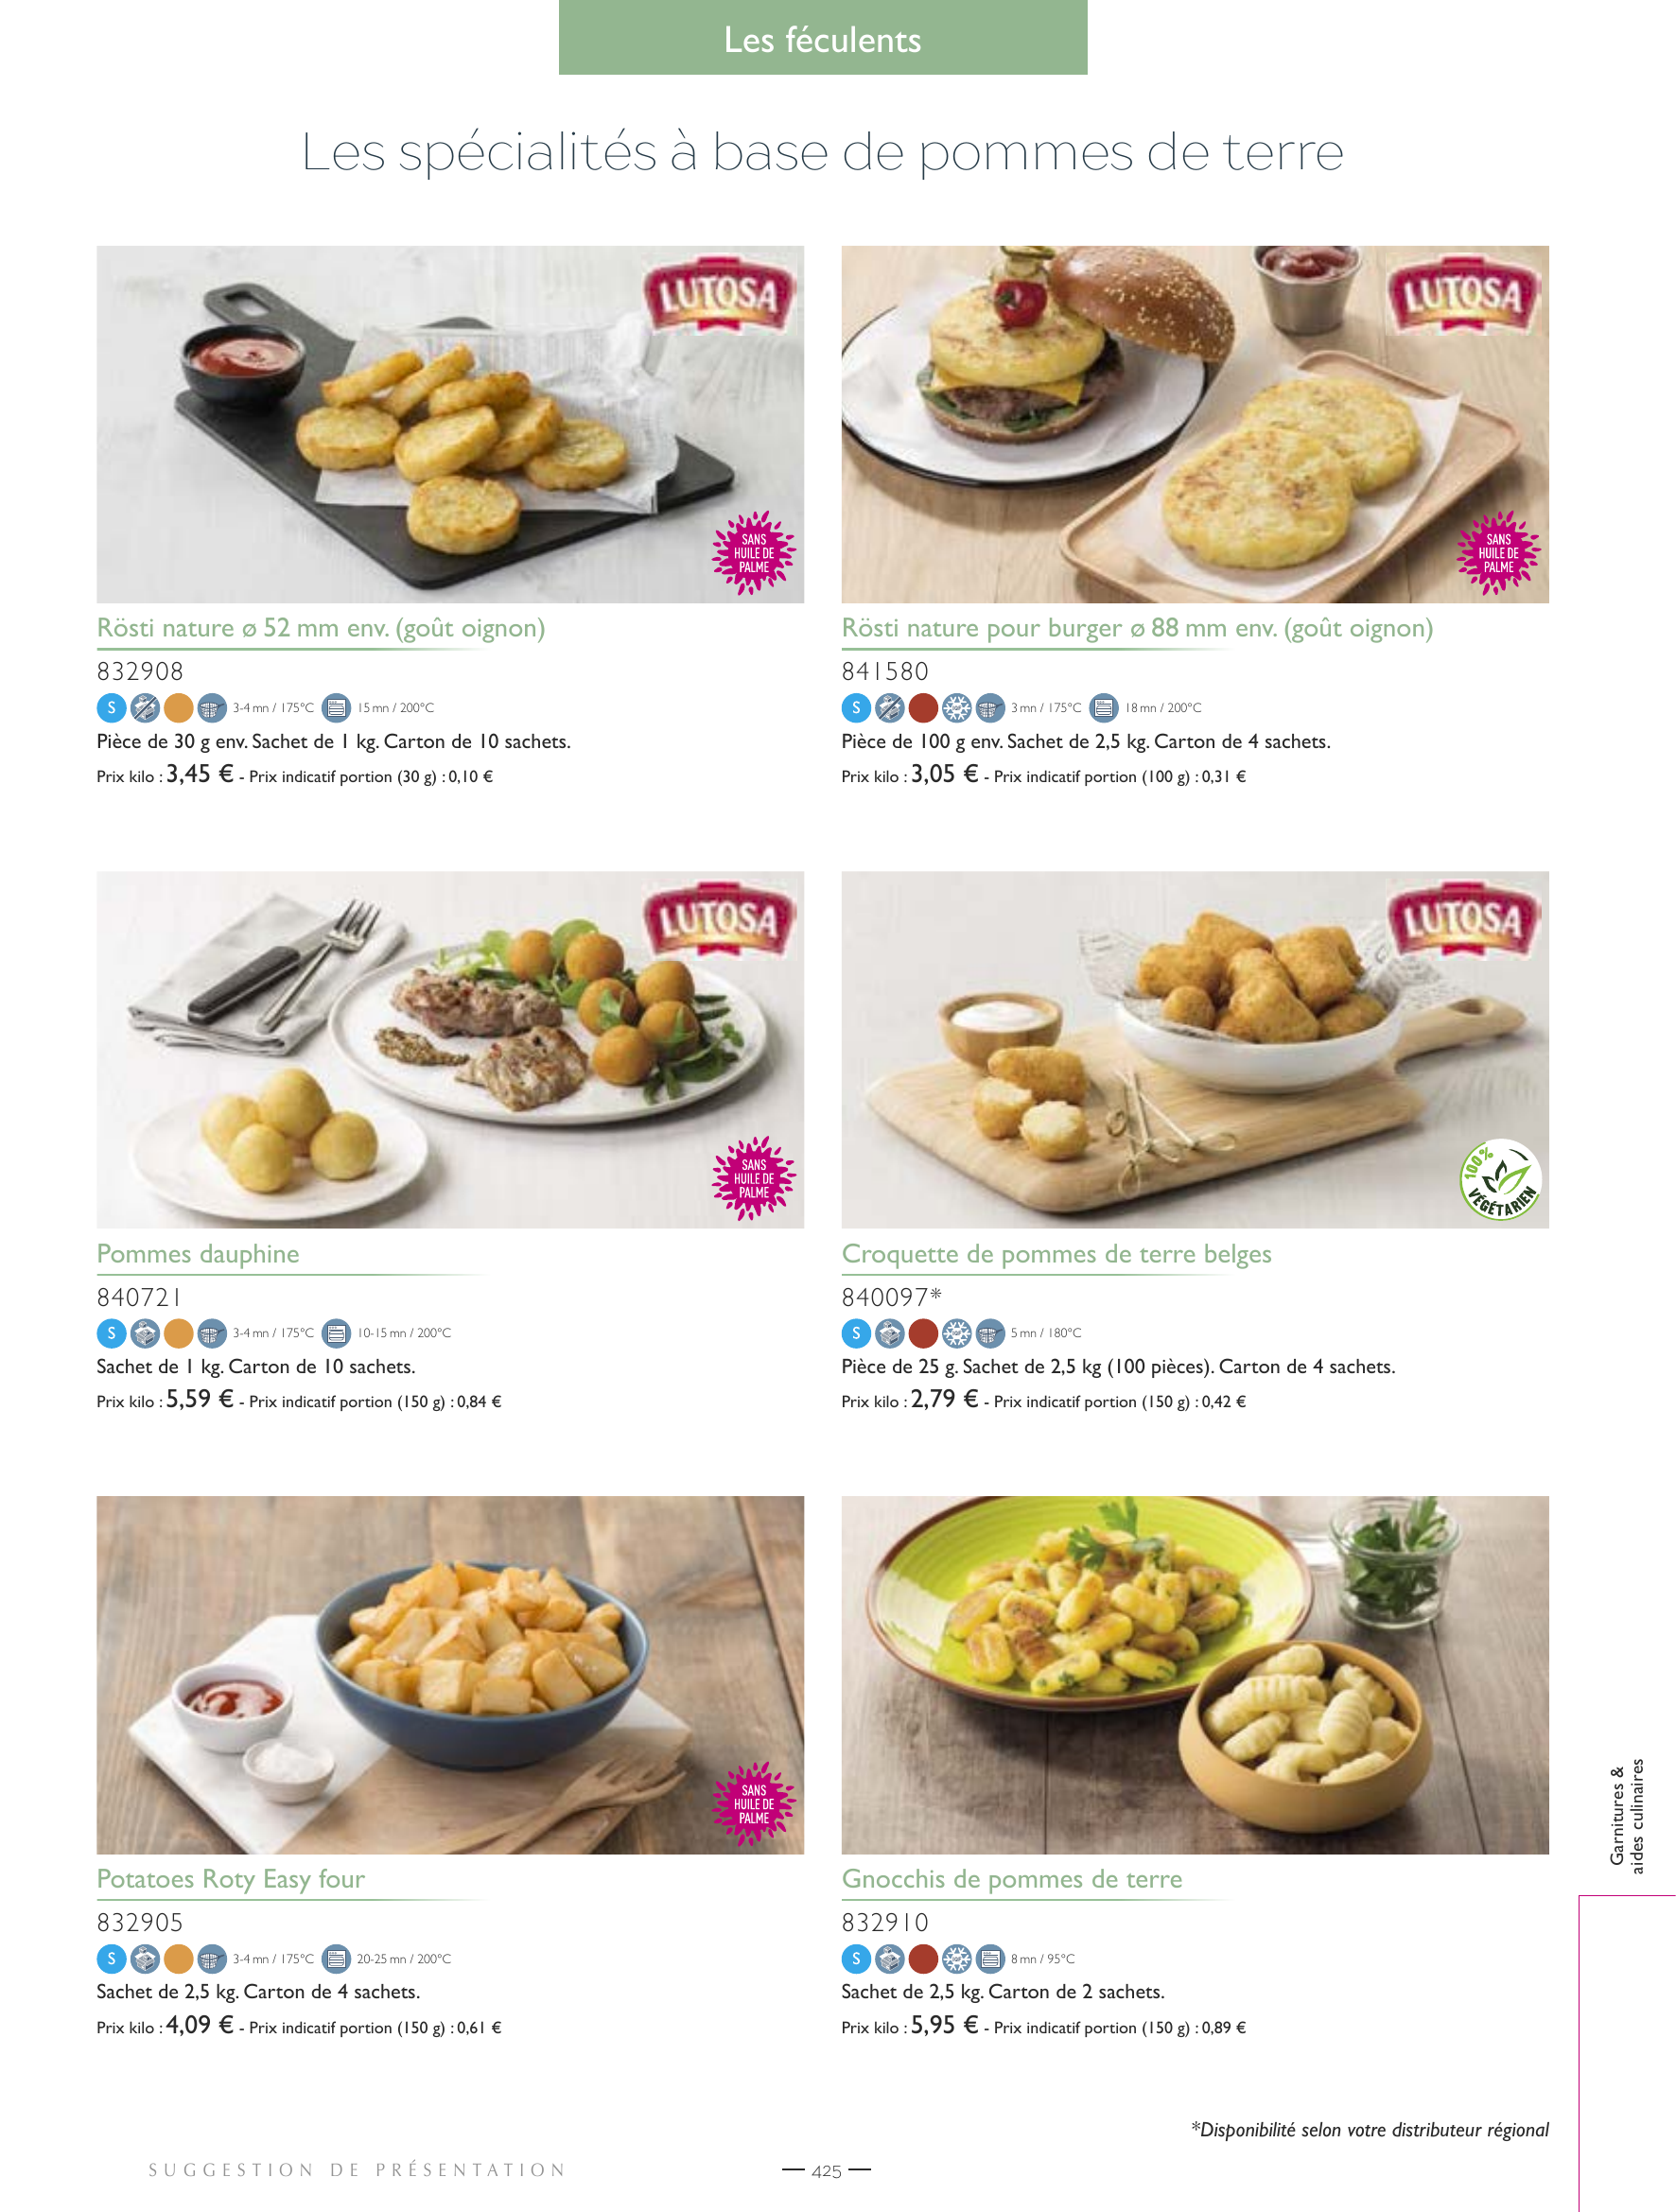 Les féculents
Les spécialités à base de pommes de terre
LUTOSA
SANS
HUILE DE
PALME
Rösti nature ø 52 mm env. (goût oignon)
832908
S 3-4 mn / 175°C 15 mn / 200°C
Pièce de 30 g env. Sachet de 1 kg. Carton de 10 sachets.
Prix kilo : 3,45 € - Prix indicatif portion (30 g) : 0,10 €
LUTOSA
SANS
HUILE DE
PALME
Rösti nature pour burger ø 88 mm env. (goût oignon)
841580
S 3 mn / 175°C 18 mn / 200°C
Pièce de 100 g env. Sachet de 2,5 kg. Carton de 4 sachets.
Prix kilo : 3,05 € - Prix indicatif portion (100 g) : 0,31 €
LUTOSA
SANS
HUILE DE
PALME
Pommes dauphine
840721
S 3-4 mn / 175°C 10-15 mn / 200°C
Sachet de 1 kg. Carton de 10 sachets.
Prix kilo : 5,59 € - Prix indicatif portion (150 g) : 0,84 €
LUTOSA
100%
VÉGÉTARIEN
Croquette de pommes de terre belges
840097*
S 5 mn / 180°C
Pièce de 25 g. Sachet de 2,5 kg (100 pièces). Carton de 4 sachets.
Prix kilo : 2,79 € - Prix indicatif portion (150 g) : 0,42 €
SANS
HUILE DE
PALME
Potatoes Roty Easy four
832905
S 3-4 mn / 175°C 20-25 mn / 200°C
Sachet de 2,5 kg. Carton de 4 sachets.
Prix kilo : 4,09 € - Prix indicatif portion (150 g) : 0,61 €
Gnocchis de pommes de terre
832910
S 8 mn / 95°C
Sachet de 2,5 kg. Carton de 2 sachets.
Prix kilo : 5,95 € - Prix indicatif portion (150 g) : 0,89 €
Garnitures &
aides culinaires
*Disponibilité selon votre distributeur régional
SUGGESTION DE PRÉSENTATION
— 425 —